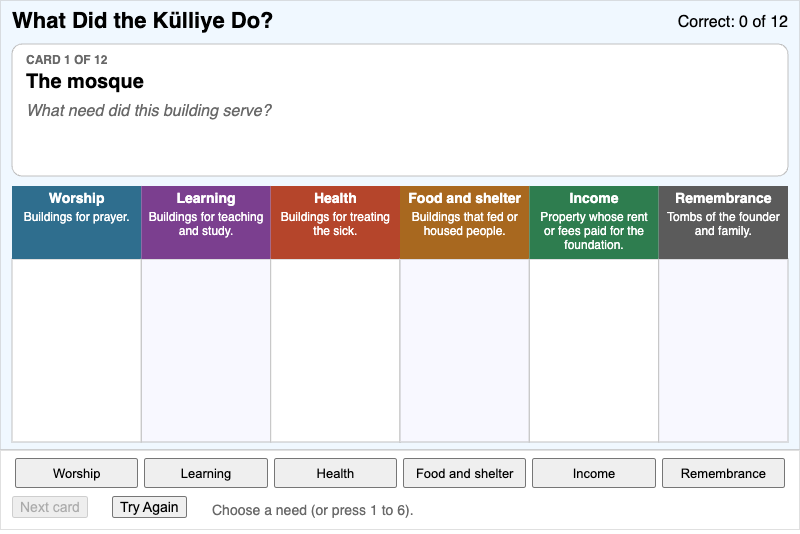 What Did the Külliye Do?
Correct: 0 of 12
CARD 1 OF 12
The mosque
What need did this building serve?
Worship
Buildings for prayer.
Learning
Buildings for teaching
and study.
Health
Buildings for treating
the sick.
Food and shelter
Buildings that fed or
housed people.
Income
Property whose rent
or fees paid for the
foundation.
Remembrance
Tombs of the founder
and family.
Worship
Learning
Health
Food and shelter
Income
Remembrance
Next card
Try Again
Choose a need (or press 1 to 6).